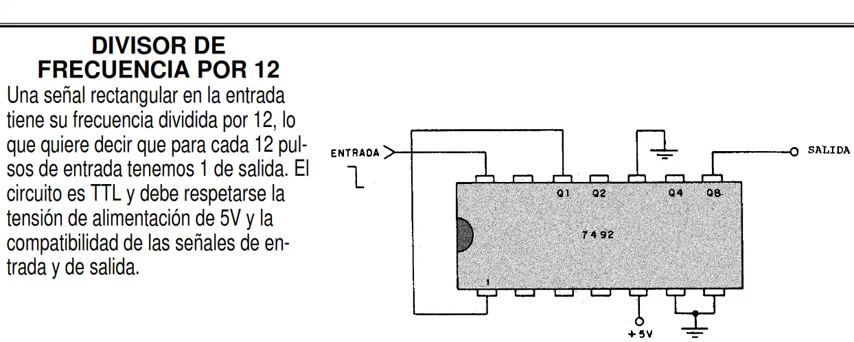 DIVISOR DE
FRECUENCIA POR 12
Una señal rectangular en la entrada
tiene su frecuencia dividida por 12, lo
que quiere decir que para cada 12 pul-
sos de entrada tenemos 1 de salida. El
circuito es TTL y debe respetarse la
tensión de alimentación de 5V y la
compatibilidad de las señales de en-
trada y de salida.
ENTRADA
SALIDA
Q1 Q2 Q4 Q8
7492
1
+5V